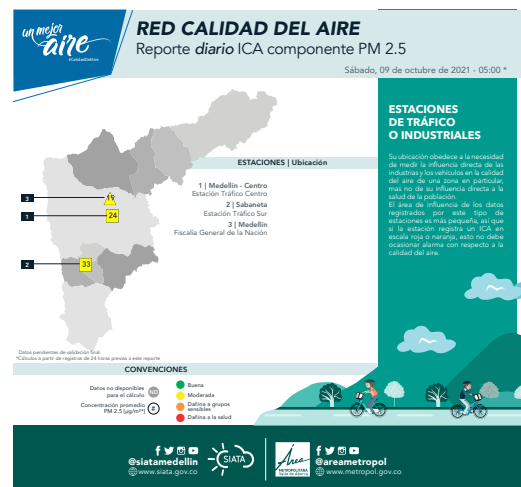 un mejor
aire
#CalidadDelAire
RED CALIDAD DEL AIRE
Reporte diario ICA componente PM 2.5
Sábado, 09 de octubre de 2021 - 05:00 *
ESTACIONES
DE TRÁFICO
O INDUSTRIALES
Su ubicación obedece a la necesidad
de medir la influencia directa de las
industrias y los vehículos en la calidad
del aire de una zona en particular,
mas no de su influencia directa a la
salud de la población.
El área de influencia de los datos
registrados por este tipo de
estaciones es más pequeña, así que
si la estación registra un ICA en
escala roja o naranja, esto no debe
ocasionar alarma con respecto a la
calidad del aire.
ESTACIONES | Ubicación
1 | Medellín - Centro
Estación Tráfico Centro
2 | Sabaneta
Estación Tráfico Sur
3 | Medellín
Fiscalía General de la Nación
3
19
1
24
2
33
Datos pendientes de validación final.
*Cálculos a partir de registros de 24 horas previas a este reporte
CONVENCIONES
Datos no disponibles
para el cálculo
Concentración promedio
PM 2.5 [µg/m³]
#
Buena
Moderada
Dañina a grupos
sensibles
Dañina a la salud
@siatamedellin
www.siata.gov.co
SIATA
Área
METROPOLITANA
Valle de Aburrá
@areametropol
www.metropol.gov.co